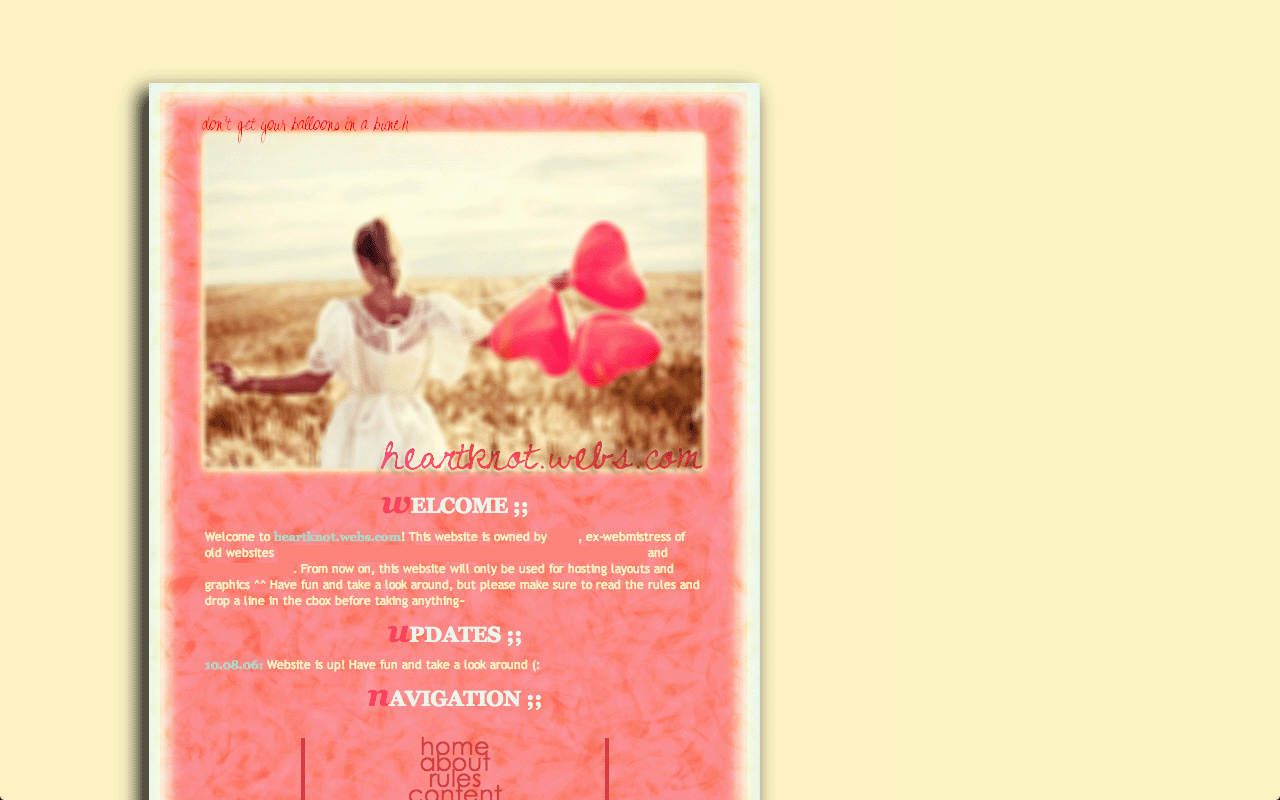 don't get your balloons in a bunch
heartknot.webs.com
WELCOME ;;
Welcome to heartknot.webs.com! This website is owned by , ex-webmistress of
old websites and
. From now on, this website will only be used for hosting layouts and
graphics ^^ Have fun and take a look around, but please make sure to read the rules and
drop a line in the cbox before taking anything~
UPDATES ;;
10.08.06: Website is up! Have fun and take a look around (:
NAVIGATION ;;
home
about
rules
content